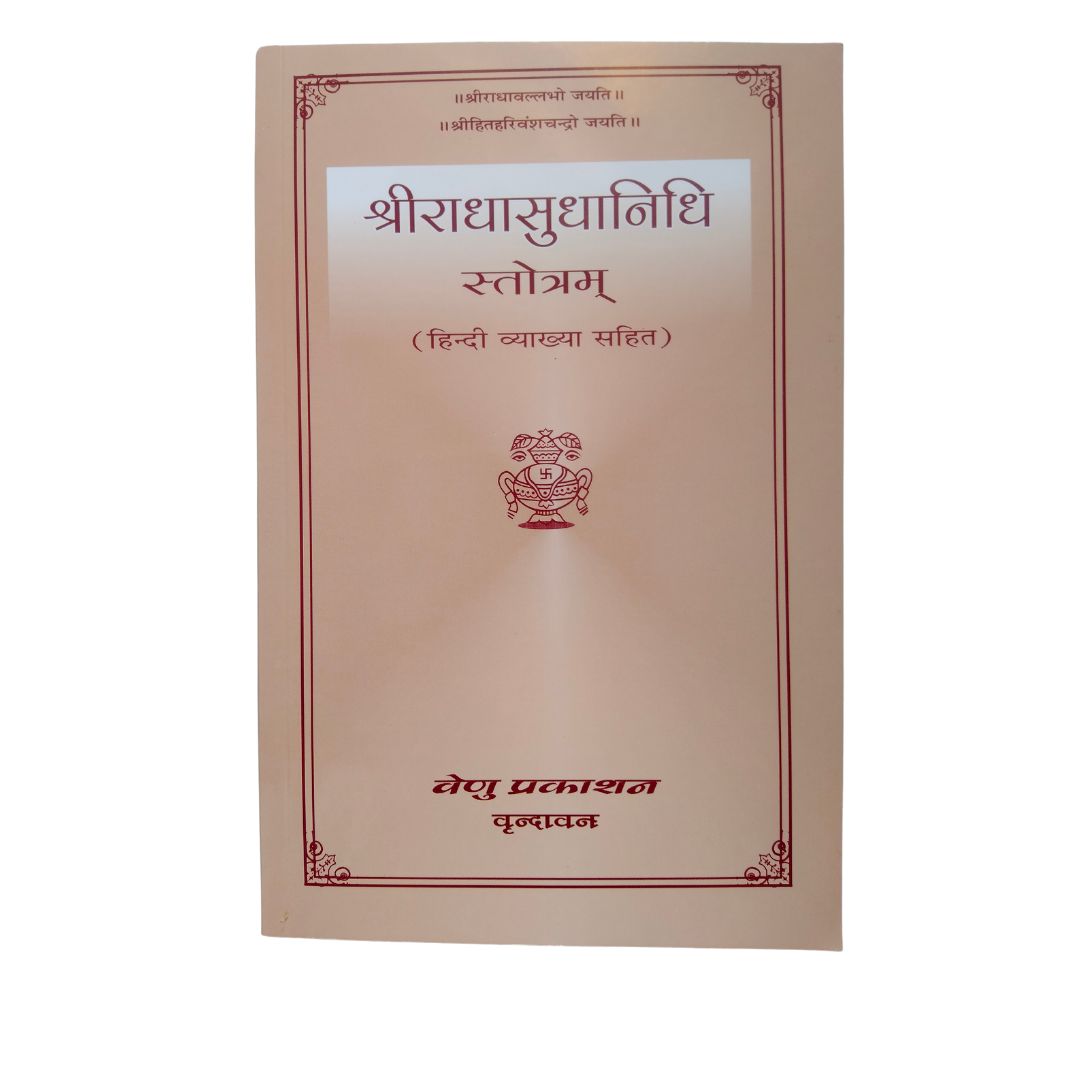 ॥श्रीराधावल्लभो जयति॥
॥श्रीहितहरिवंशचन्द्रो जयति॥
श्रीराधासुधानिधि
स्तोत्रम्
(हिन्दी व्याख्या सहित)
वेणु प्रकाशन
वृन्दावन